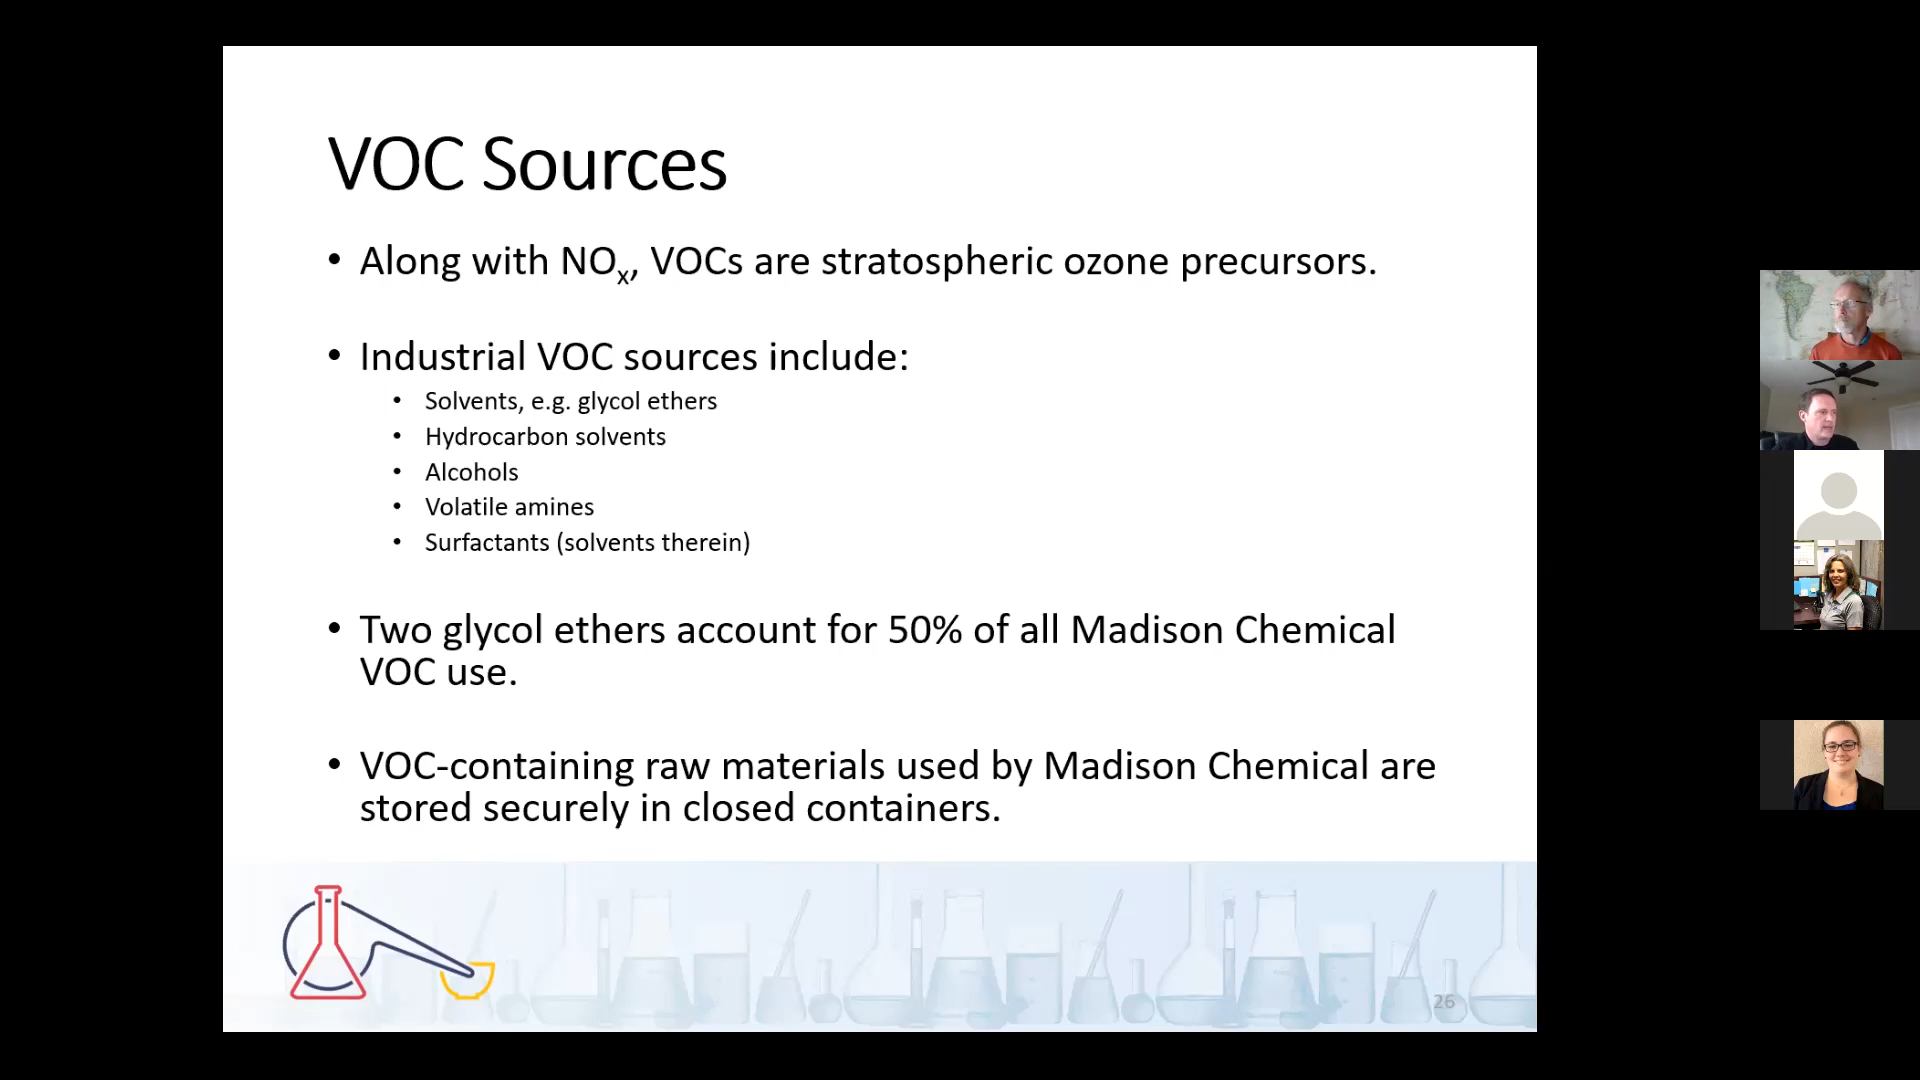 VOC Sources
• Along with NOx, VOCs are stratospheric ozone precursors.
• Industrial VOC sources include:
• Solvents, e.g. glycol ethers
• Hydrocarbon solvents
• Alcohols
• Volatile amines
• Surfactants (solvents therein)
• Two glycol ethers account for 50% of all Madison Chemical
VOC use.
• VOC-containing raw materials used by Madison Chemical are
stored securely in closed containers.
26